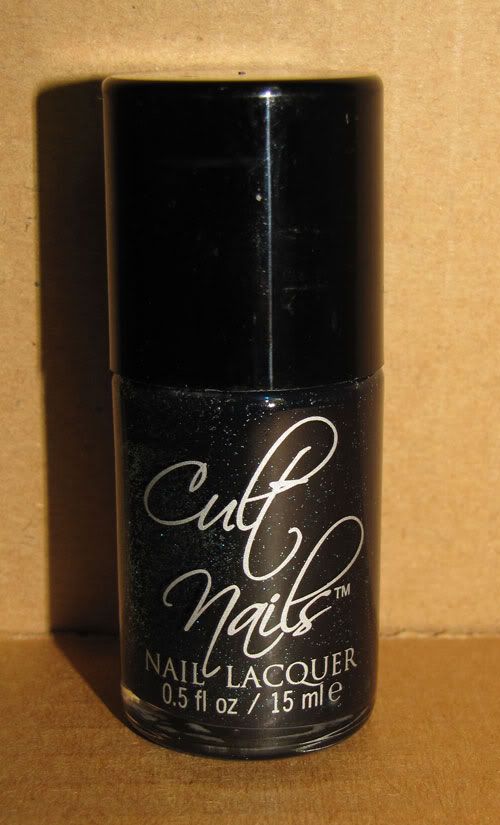 Cult
Nails™
NAIL LACQUER
0.5 fl oz / 15 ml ℮